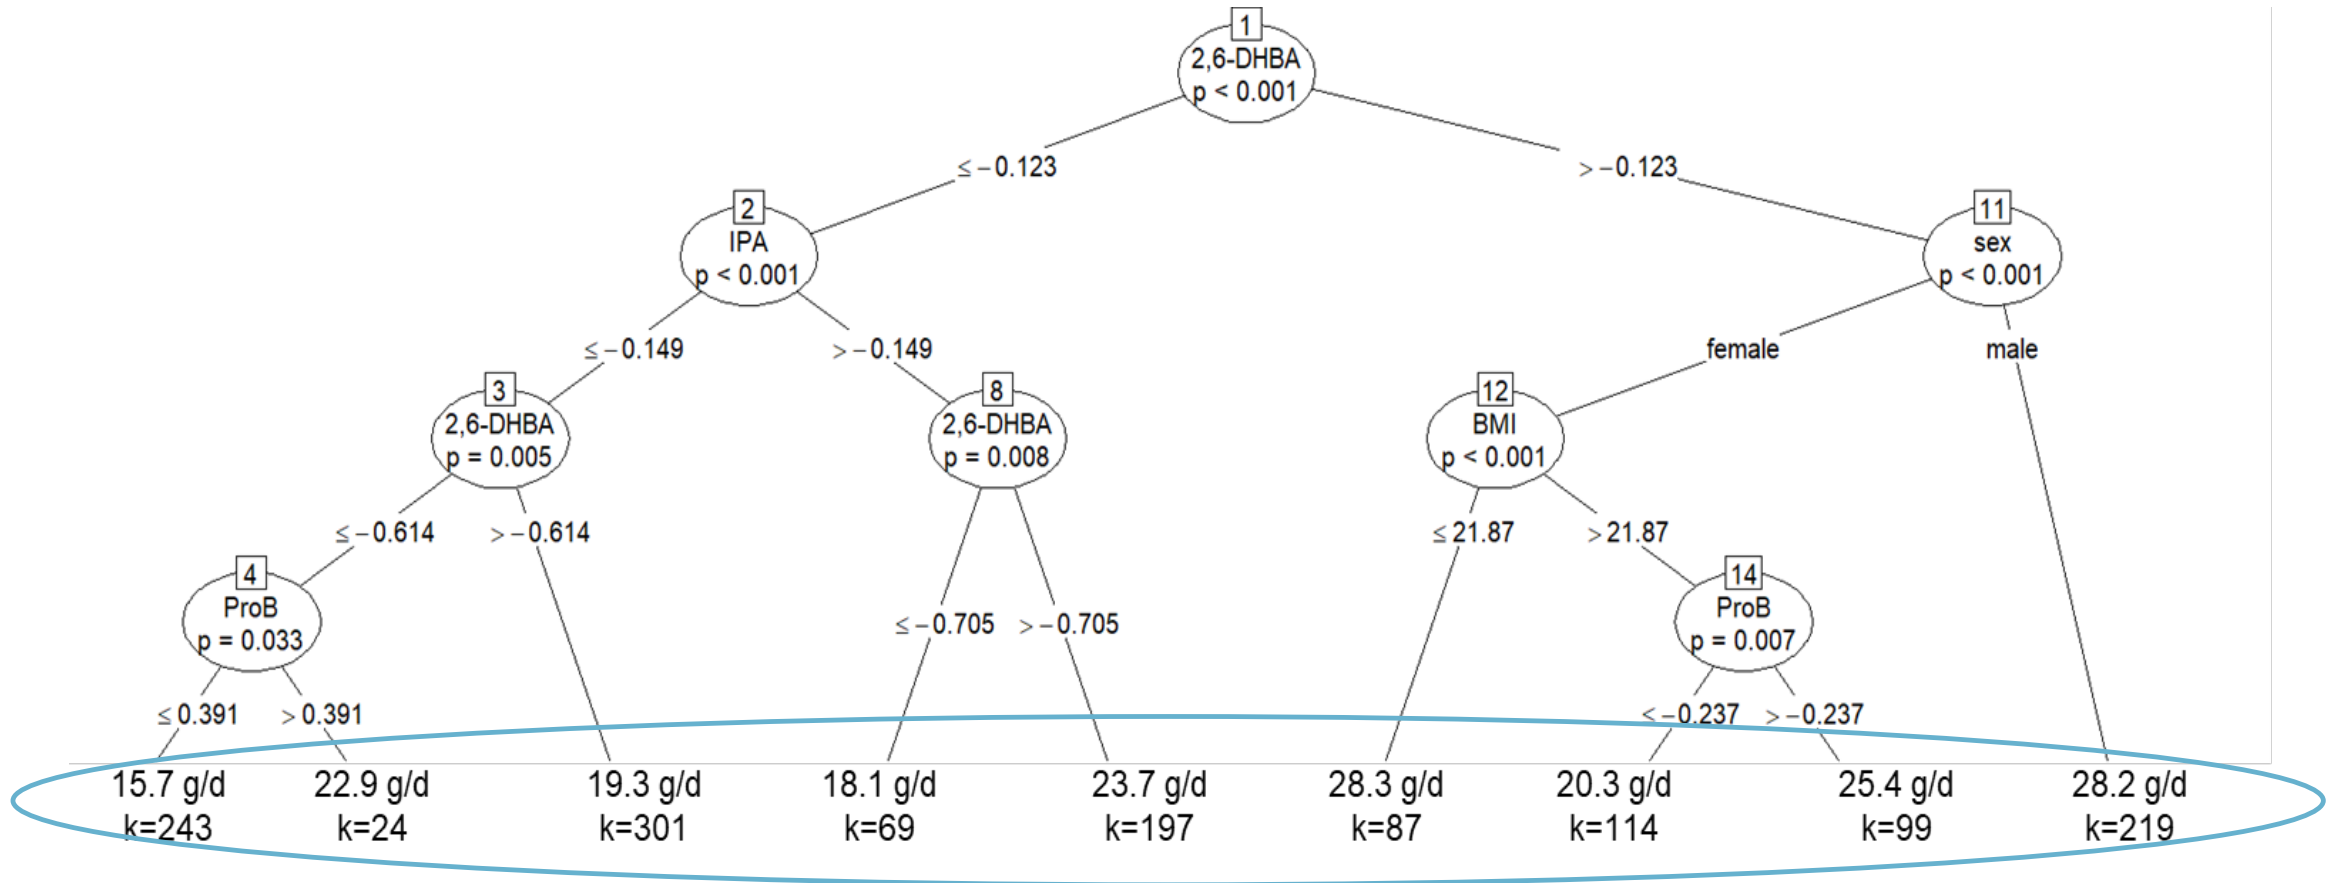 1
2,6-DHBA
p < 0.001
≤ −0.123
> −0.123
2
IPA
p < 0.001
11
sex
p < 0.001
≤ −0.149
> −0.149
female
male
3
2,6-DHBA
p = 0.005
8
2,6-DHBA
p = 0.008
12
BMI
p < 0.001
≤ −0.614
> −0.614
≤ 21.87
> 21.87
4
ProB
p = 0.033
≤ −0.705
> −0.705
14
ProB
p = 0.007
≤ 0.391
> 0.391
≤ −0.237
> −0.237
15.7 g/d
k=243
22.9 g/d
k=24
19.3 g/d
k=301
18.1 g/d
k=69
23.7 g/d
k=197
28.3 g/d
k=87
20.3 g/d
k=114
25.4 g/d
k=99
28.2 g/d
k=219